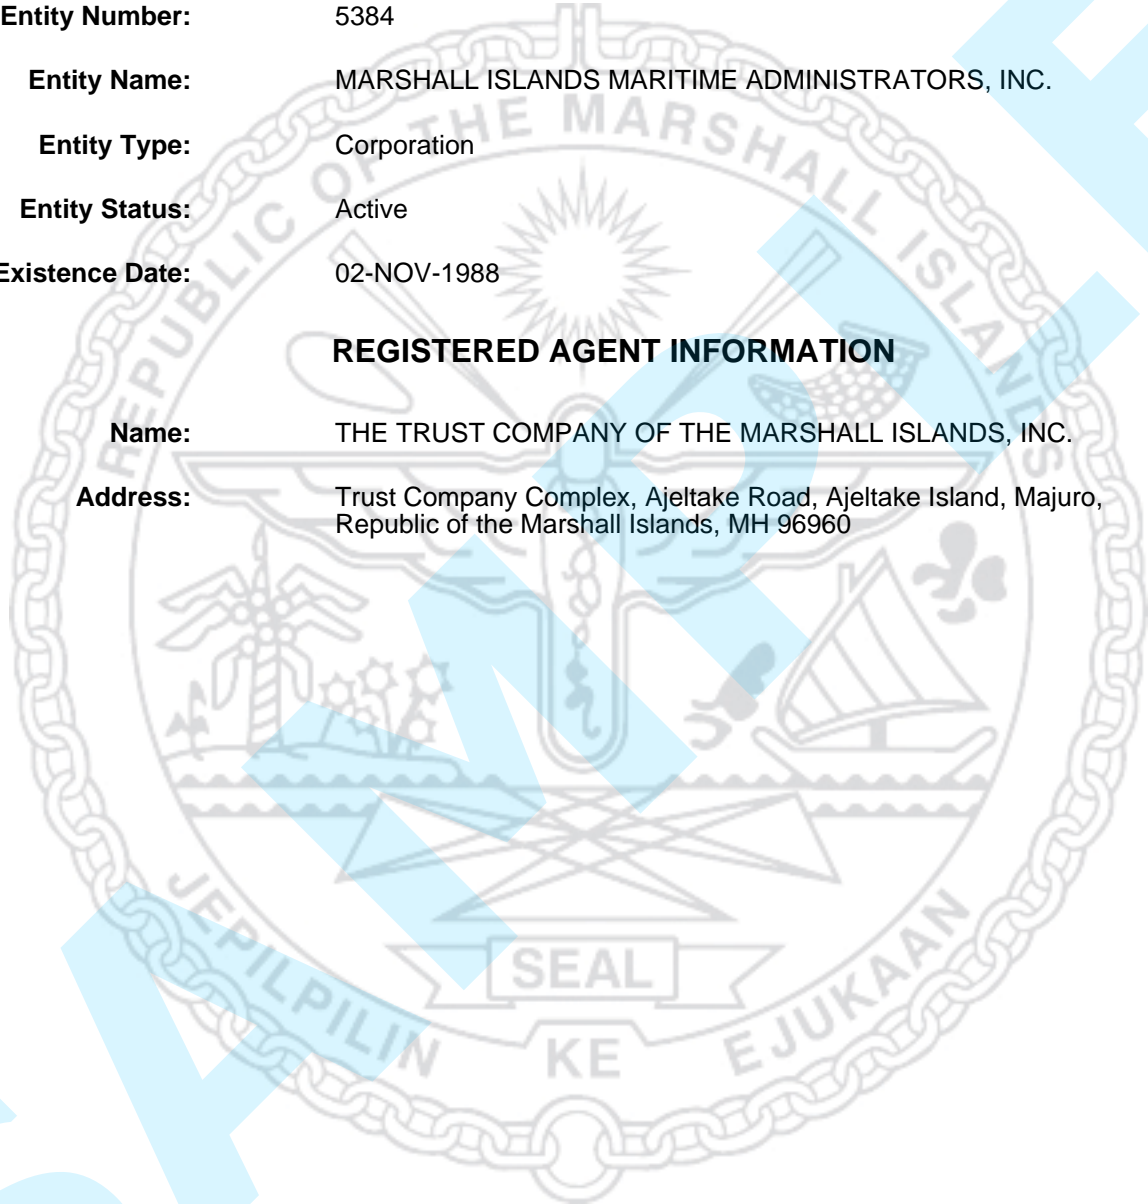 Entity Number: 5384
Entity Name: MARSHALL ISLANDS MARITIME ADMINISTRATORS, INC.
Entity Type: Corporation
Entity Status: Active
Existence Date: 02-NOV-1988
REGISTERED AGENT INFORMATION
Name: THE TRUST COMPANY OF THE MARSHALL ISLANDS, INC.
Address: Trust Company Complex, Ajeltake Road, Ajeltake Island, Majuro,
Republic of the Marshall Islands, MH 96960
REPUBLIC OF THE MARSHALL ISLANDS
SEAL
JEPILPILIN KE EJUKAAN
SAMPLE